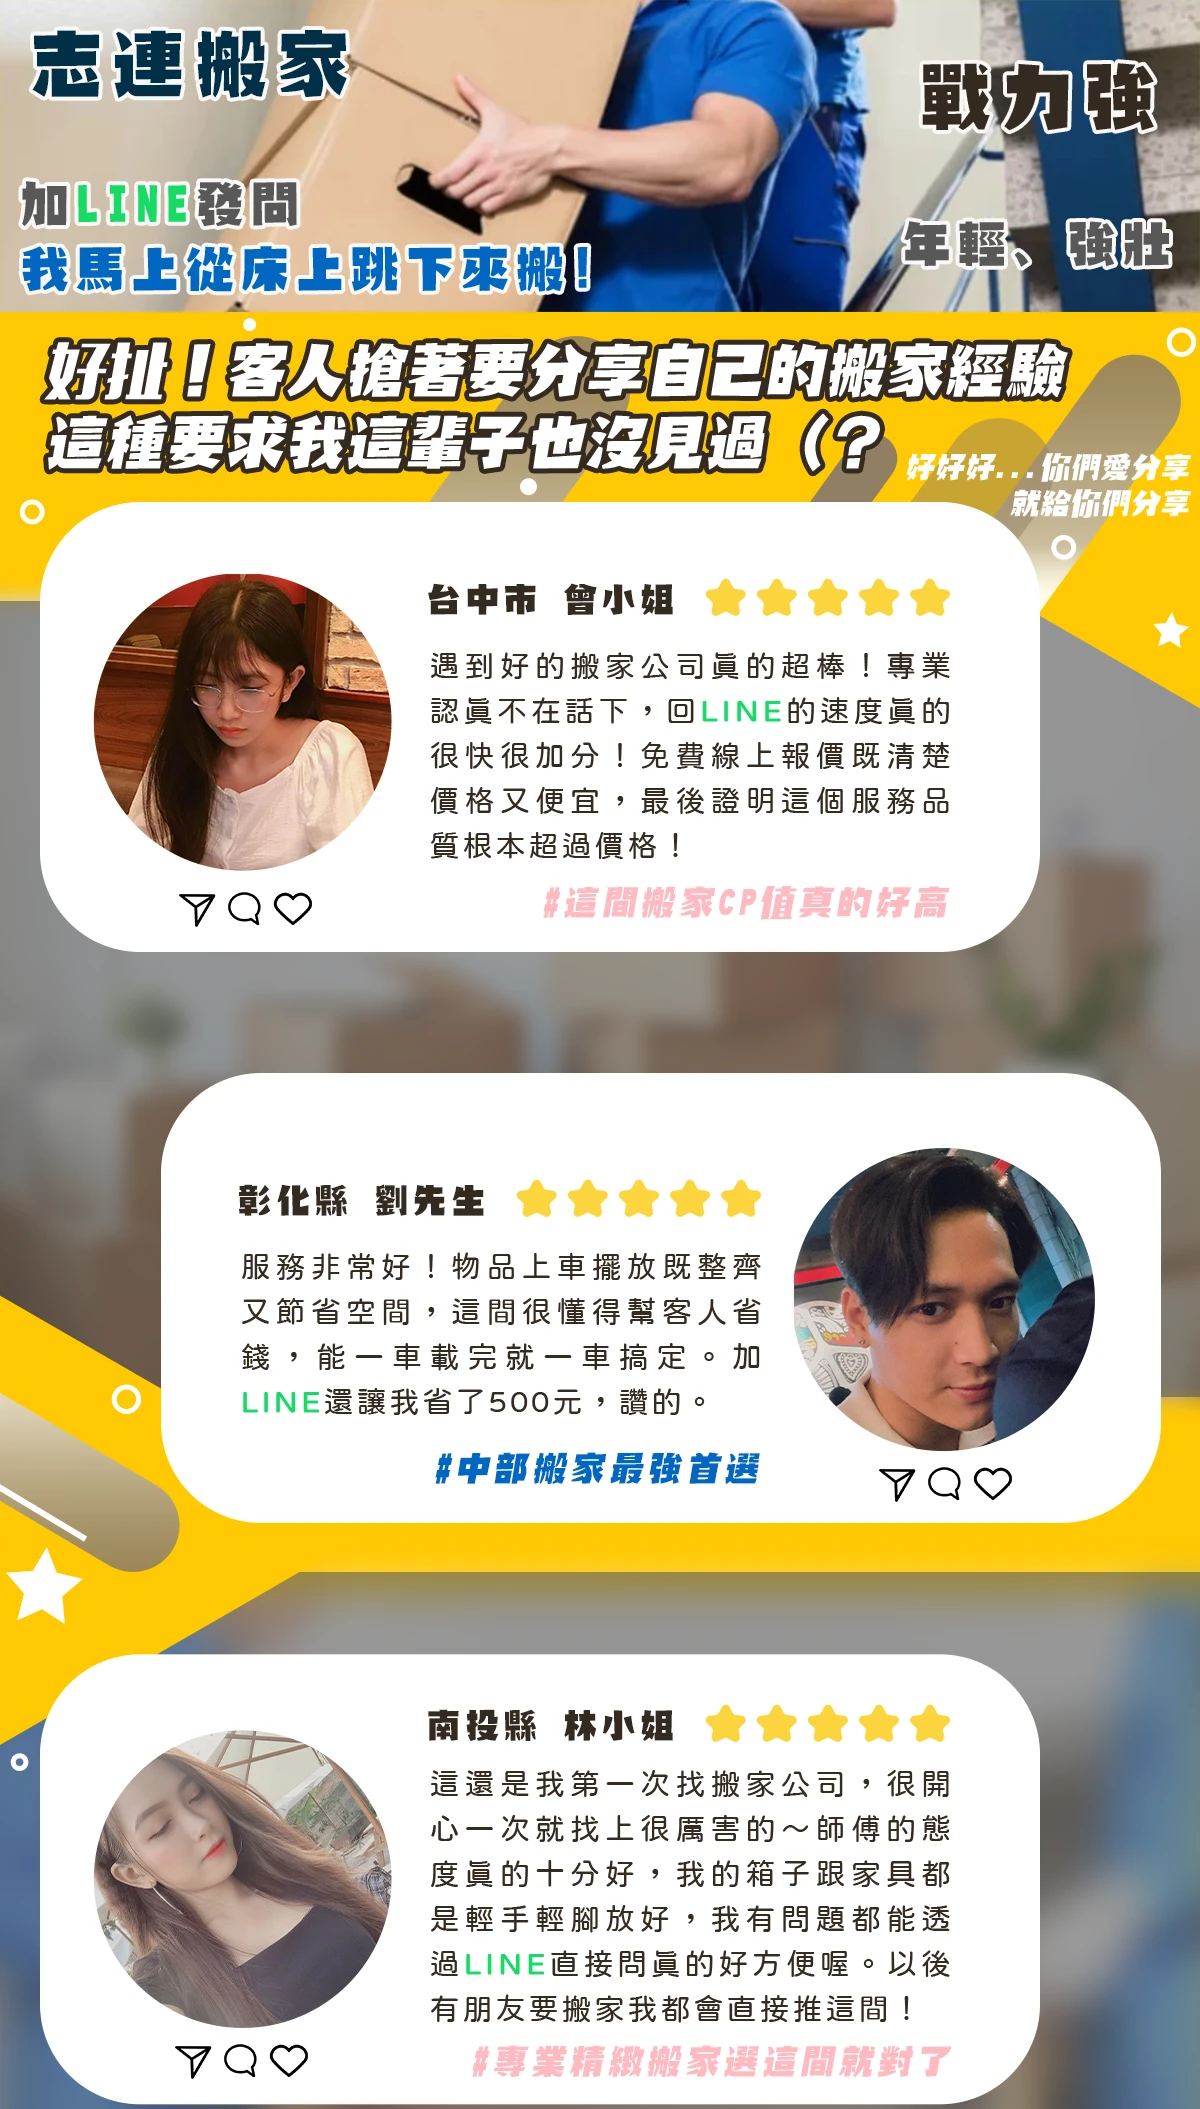 志連搬家
戰力強
加LINE發問
我馬上從床上跳下來搬!
年輕、強壯
好扯！客人搶著要分享自己的搬家經驗
這種要求我這輩子也沒見過（？
好好好...你們愛分享
就給你們分享
台中市 曾小姐
遇到好的搬家公司真的超棒！專業
認真不在話下，回LINE的速度真的
很快很加分！免費線上報價既清楚
價格又便宜，最後證明這個服務品
質根本超過價格！
#這間搬家CP值真的好高
彰化縣 劉先生
服務非常好！物品上車擺放既整齊
又節省空間，這間很懂得幫客人省
錢，能一車載完就一車搞定。加
LINE還讓我省了500元，讚的。
#中部搬家最強首選
南投縣 林小姐
這還是我第一次找搬家公司，很開
心一次就找上很厲害的～師傅的態
度真的十分好，我的箱子跟家具都
是輕手輕腳放好，我有問題都能透
過LINE直接問真的好方便喔。以後
有朋友要搬家我都會直接推這間！
#專業精緻搬家選這間就對了